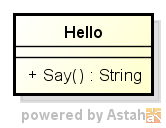 Hello
+ Say() : String
powered by Astah